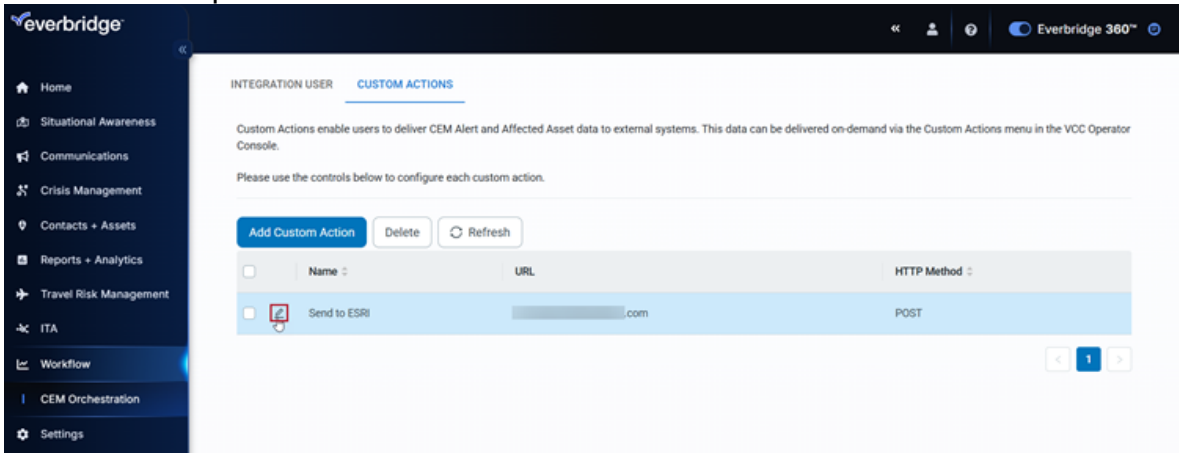 everbridge
«
« Everbridge 360™
Home
Situational Awareness
Communications
Crisis Management
Contacts + Assets
Reports + Analytics
Travel Risk Management
ITA
Workflow
CEM Orchestration
Settings
INTEGRATION USER CUSTOM ACTIONS
Custom Actions enable users to deliver CEM Alert and Affected Asset data to external systems. This data can be delivered on-demand via the Custom Actions menu in the VCC Operator
Console.
Please use the controls below to configure each custom action.
Add Custom Action Delete Refresh
Name URL HTTP Method
Send to ESRI .com POST
< 1 >